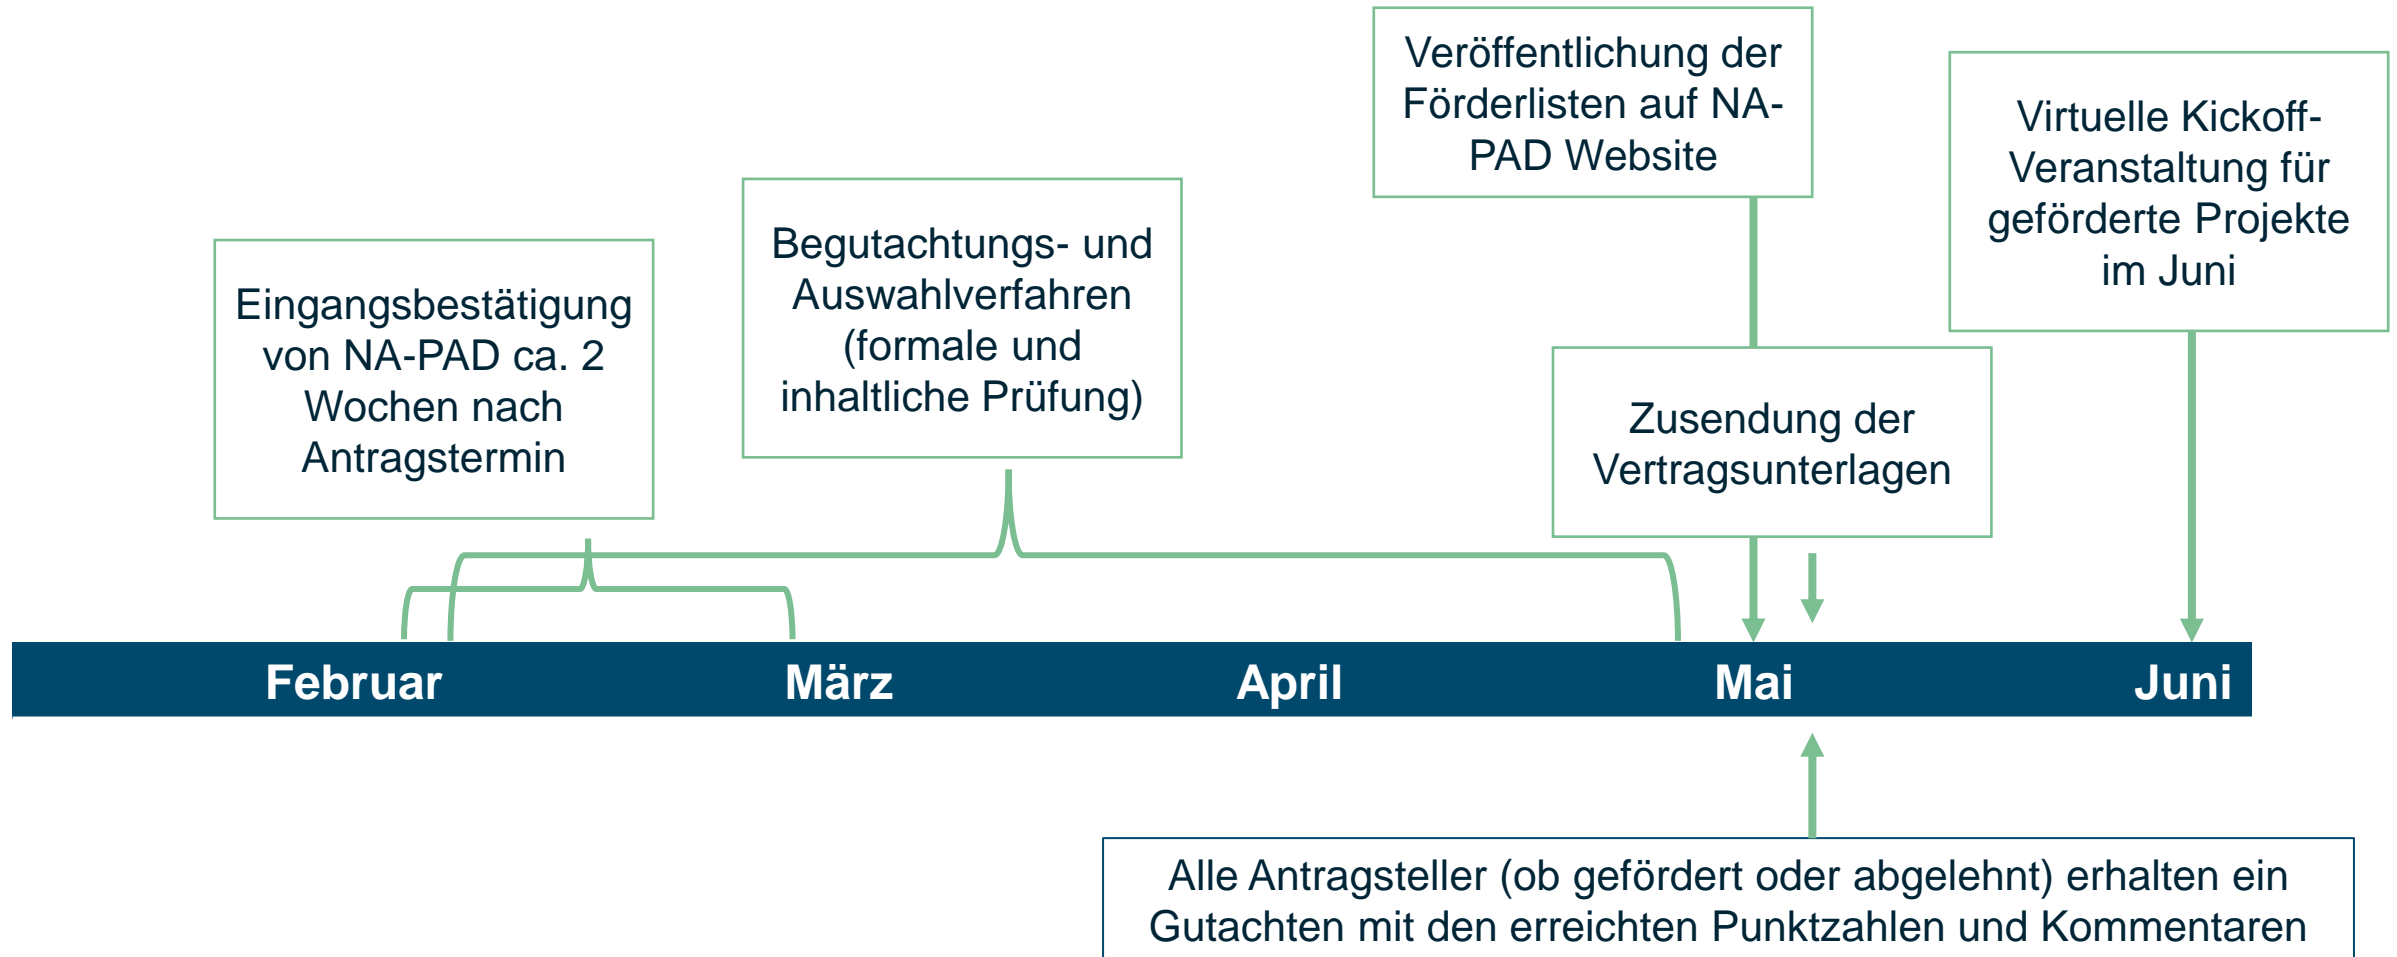 Eingangsbestätigung
von NA-PAD ca. 2
Wochen nach
Antragstermin
Begutachtungs- und
Auswahlverfahren
(formale und
inhaltliche Prüfung)
Veröffentlichung der
Förderlisten auf NA-
PAD Website
Zusendung der
Vertragsunterlagen
Virtuelle Kickoff-
Veranstaltung für
geförderte Projekte
im Juni
Februar
März
April
Mai
Juni
Alle Antragsteller (ob gefördert oder abgelehnt) erhalten ein
Gutachten mit den erreichten Punktzahlen und Kommentaren